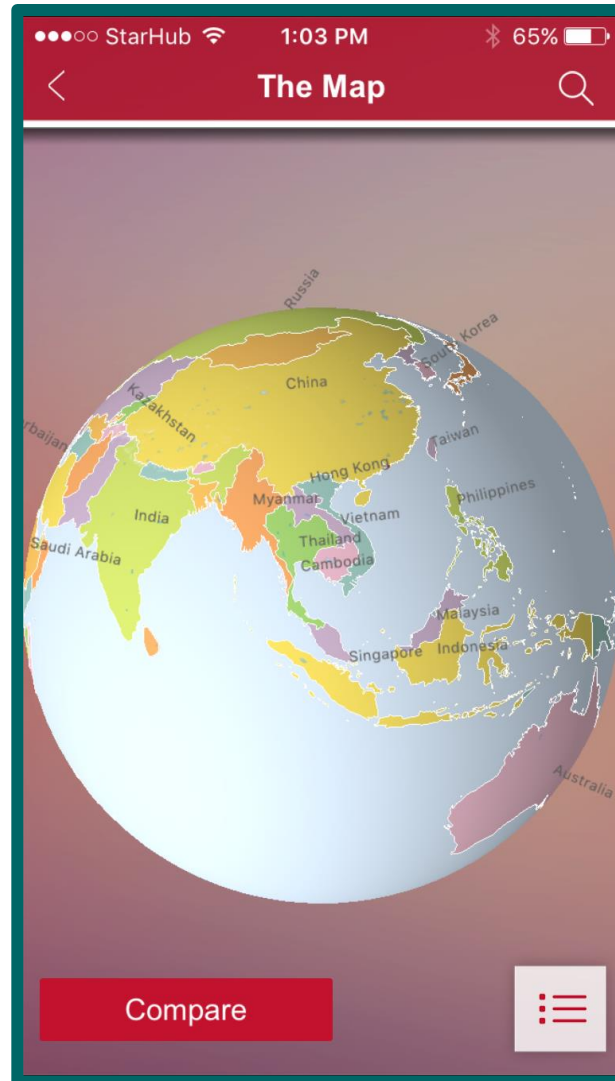 StarHub 1:03 PM 65%
The Map
Russia
South Korea
China
Kazakhstan
rbaijan
Taiwan
Hong Kong
Philippines
Myanmar
India
Vietnam
Thailand
Saudi Arabia
Cambodia
Malaysia
Indonesia
Singapore
Australia
Compare